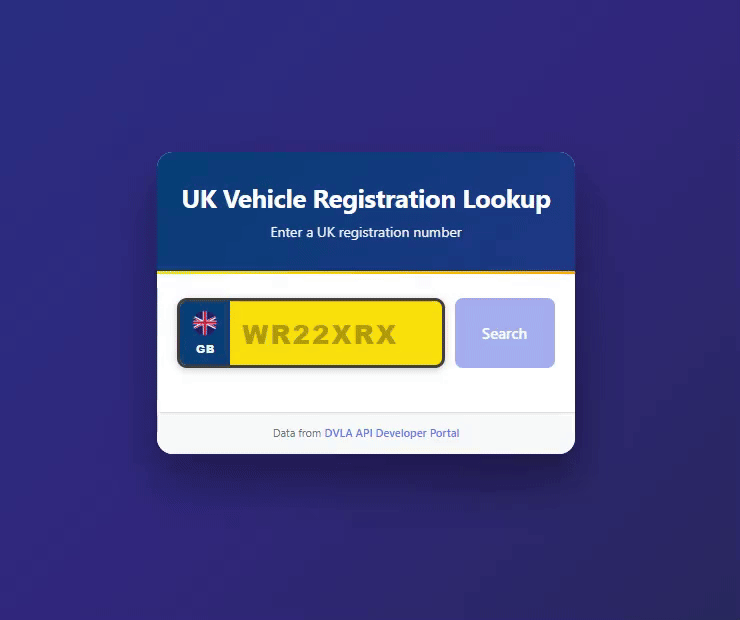 UK Vehicle Registration Lookup
Enter a UK registration number
GB
WR22XRX
Search
Data from DVLA API Developer Portal